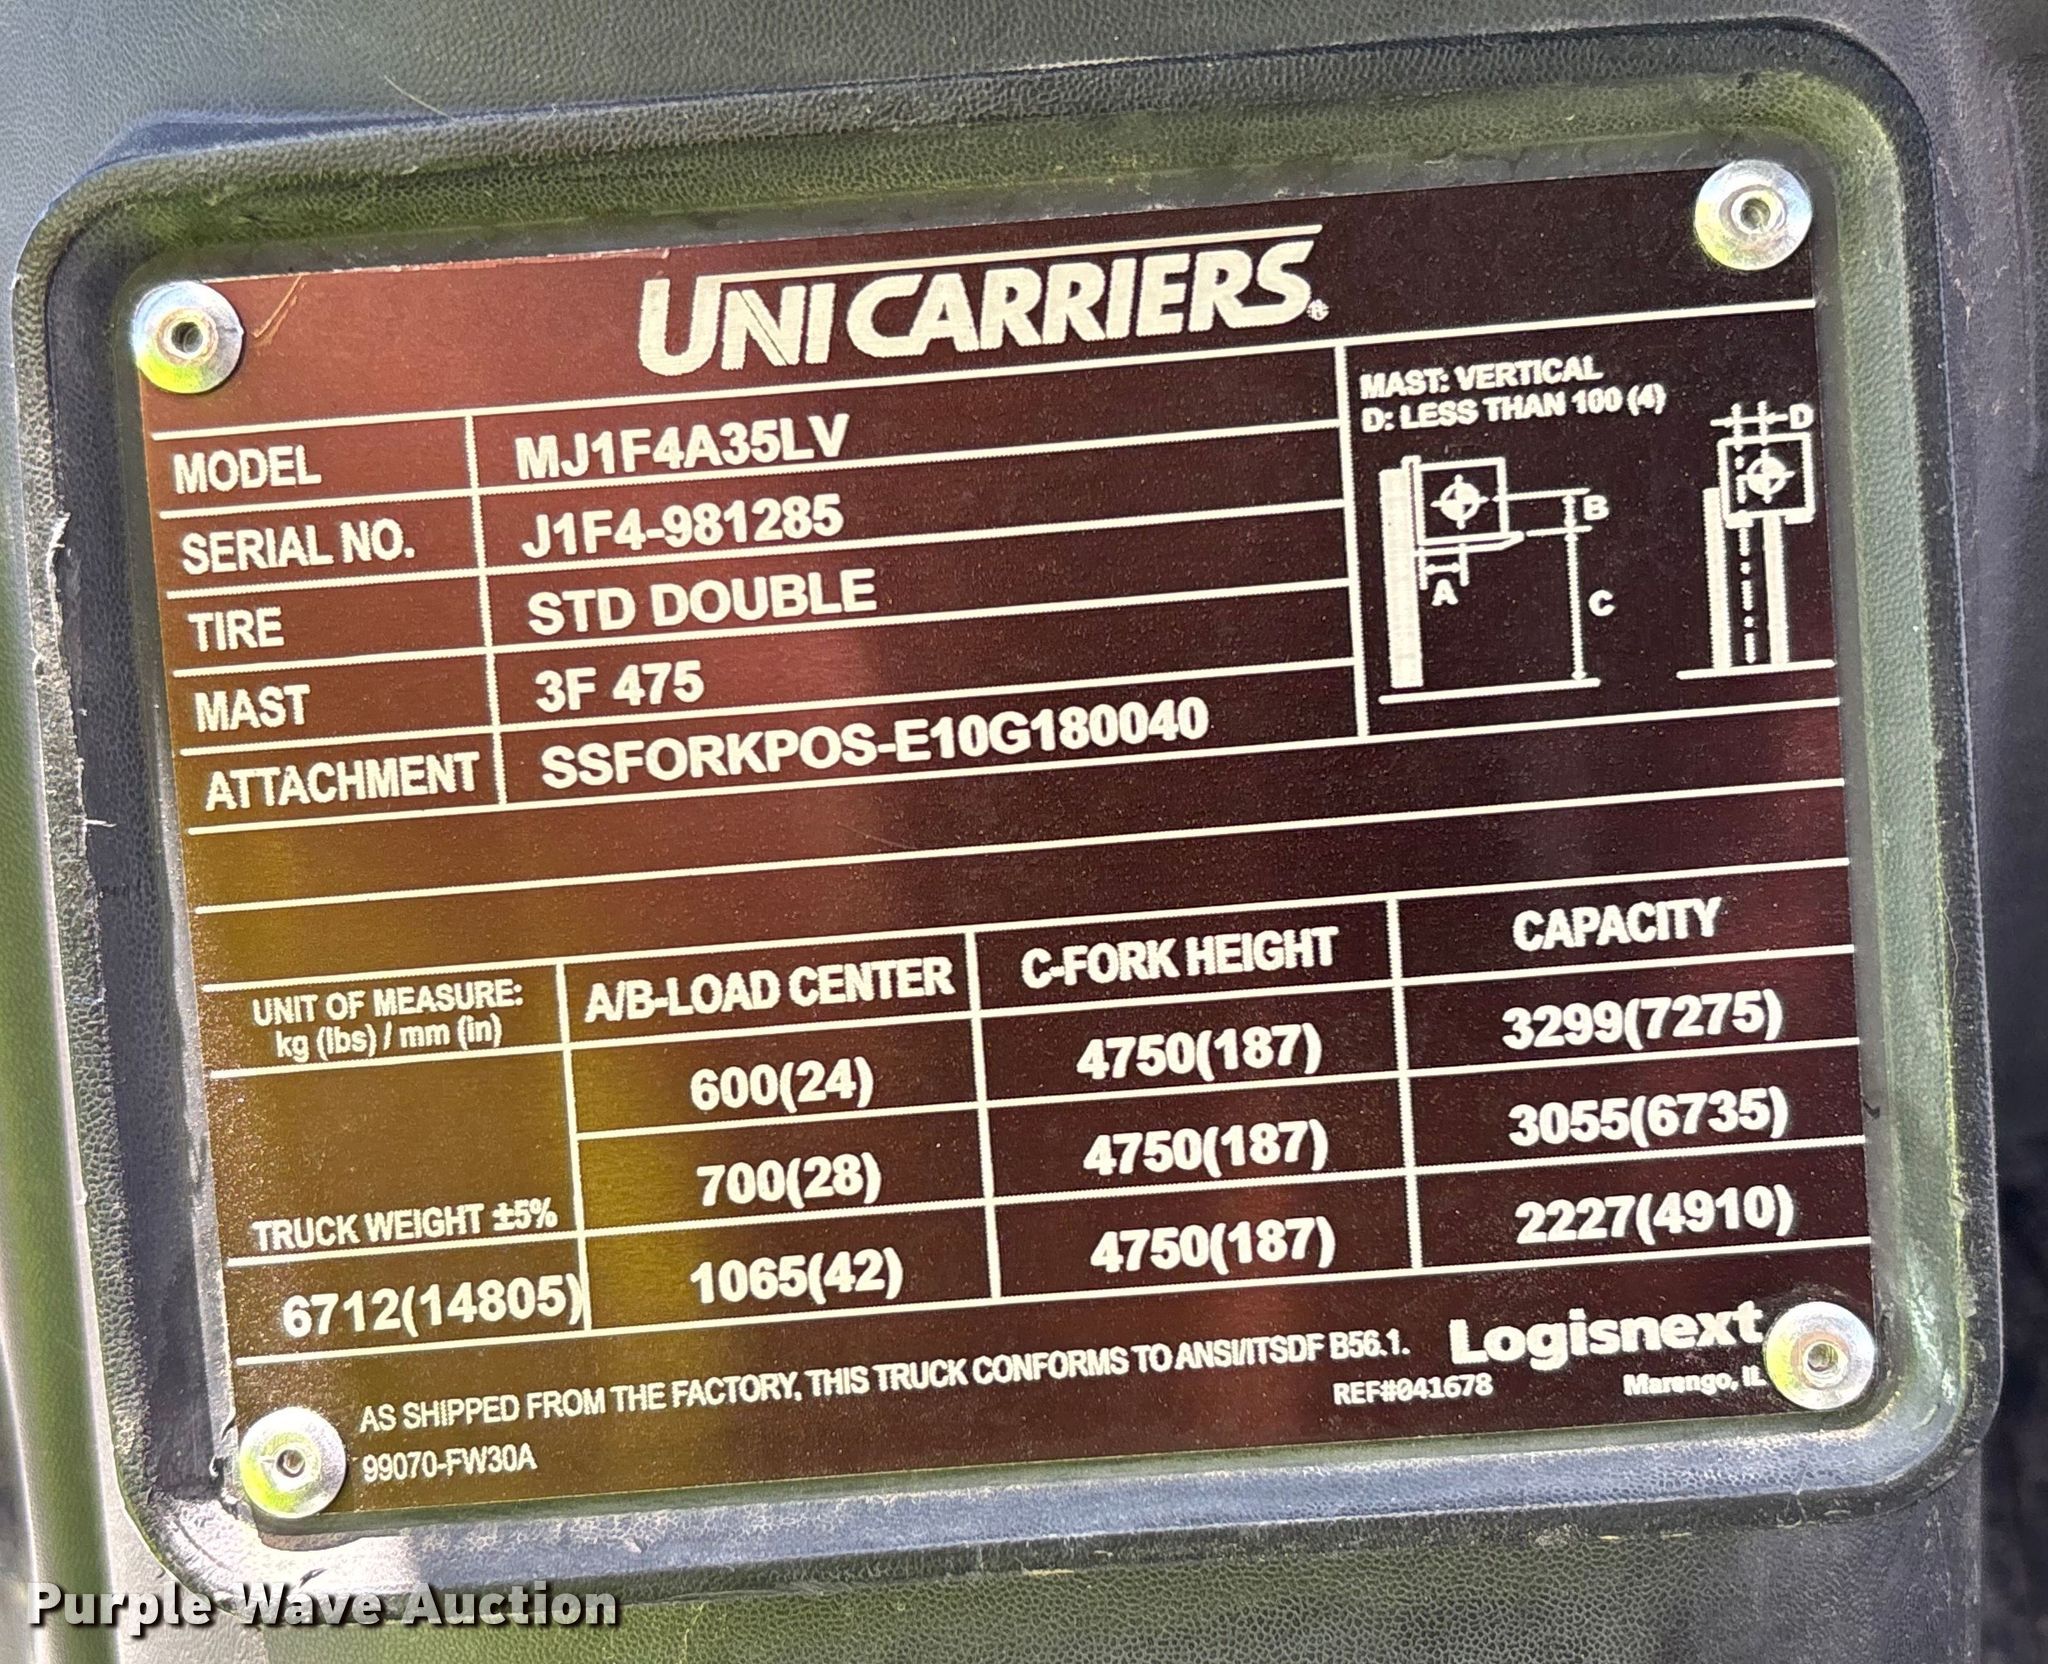 UNICARRIERS®
MODEL MJ1F4A35LV
SERIAL NO. J1F4-981285
TIRE STD DOUBLE
MAST 3F 475
ATTACHMENT SSFORKPOS-E10G180040
MAST: VERTICAL
D: LESS THAN 100 (4)
D
B
A
C
UNIT OF MEASURE:
kg (lbs) / mm (in)
A/B-LOAD CENTER C-FORK HEIGHT CAPACITY
600(24) 4750(187) 3299(7275)
700(28) 4750(187) 3055(6735)
TRUCK WEIGHT ±5%
6712(14805) 1065(42) 4750(187) 2227(4910)
AS SHIPPED FROM THE FACTORY, THIS TRUCK CONFORMS TO ANSI/ITSDF B56.1.
Logisnext
REF#041678 Marengo, IL
99070-FW30A
Purple Wave Auction